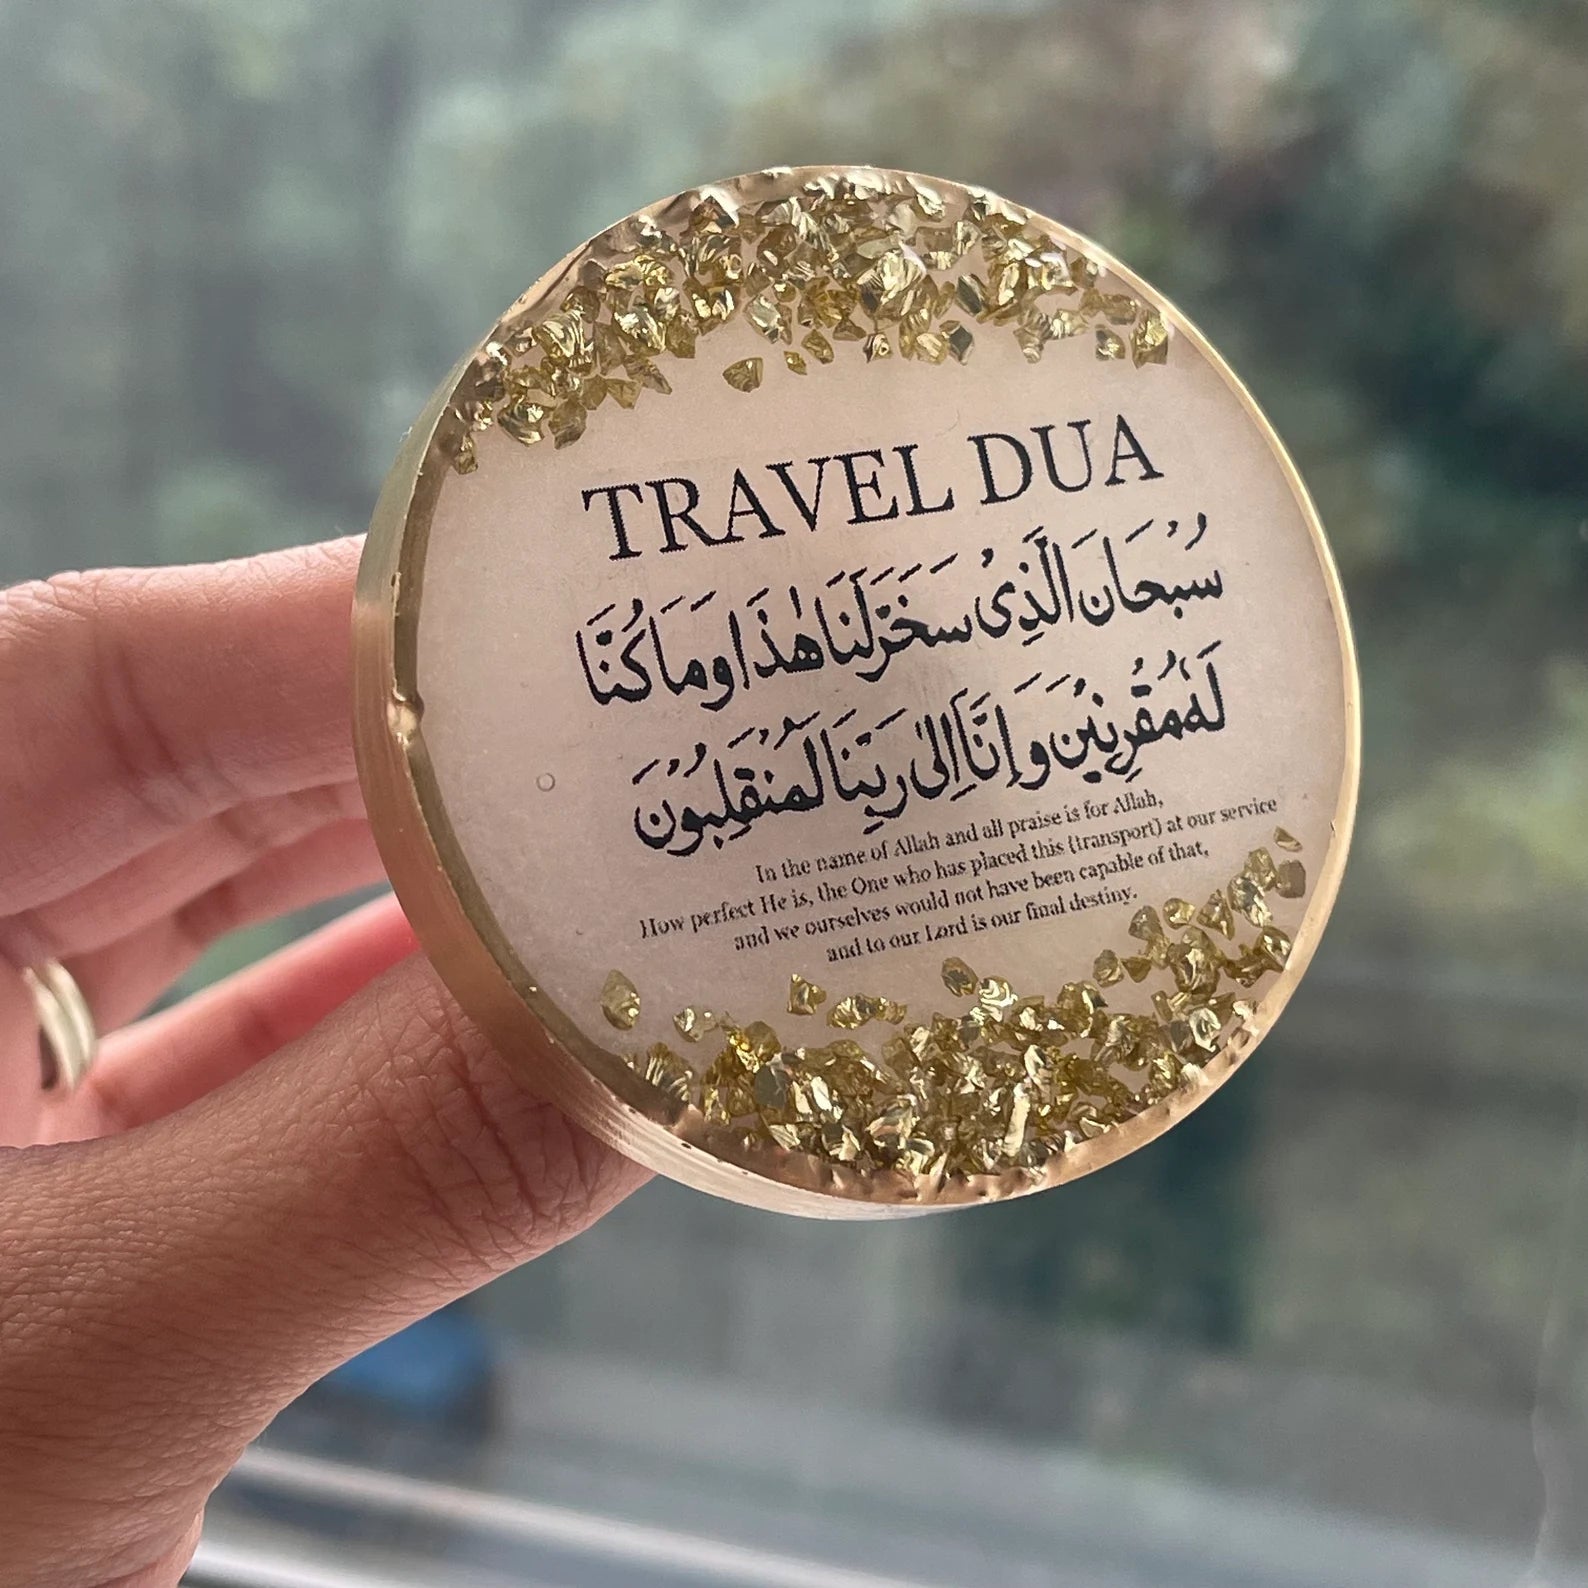 TRAVEL DUA
سُبْحَانَ الَّذِىْ سَخَّرَ لَنَا هٰذَا وَمَا كُنَّا
لَهٗ مُقْرِنِيْنَ وَ اِنَّآ اِلٰى رَبِّنَا لَمُنْقَلِبُوْنَ
In the name of Allah and all praise is for Allah,
How perfect He is, the One who has placed this (transport) at our service
and we ourselves would not have been capable of that,
and to our Lord is our final destiny.